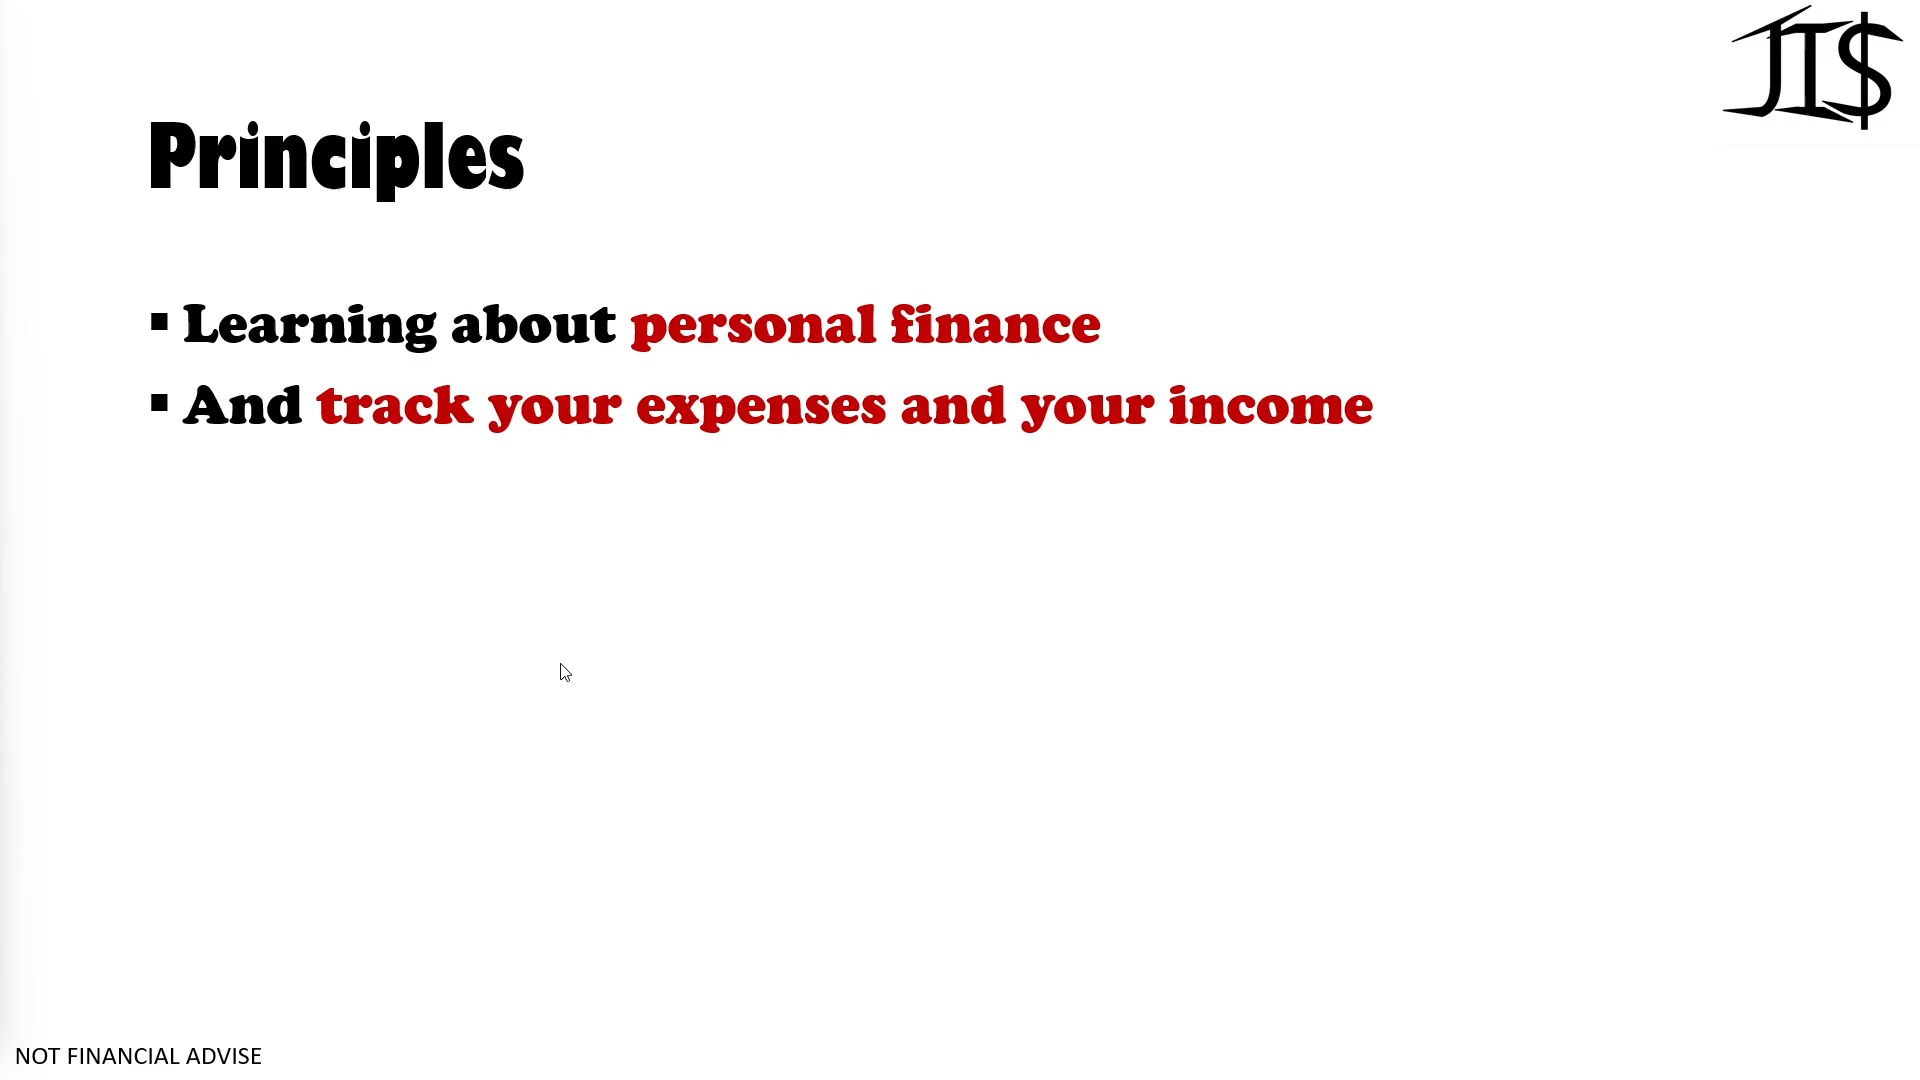 JI$
Principles
▪ Learning about personal finance
▪ And track your expenses and your income
NOT FINANCIAL ADVISE